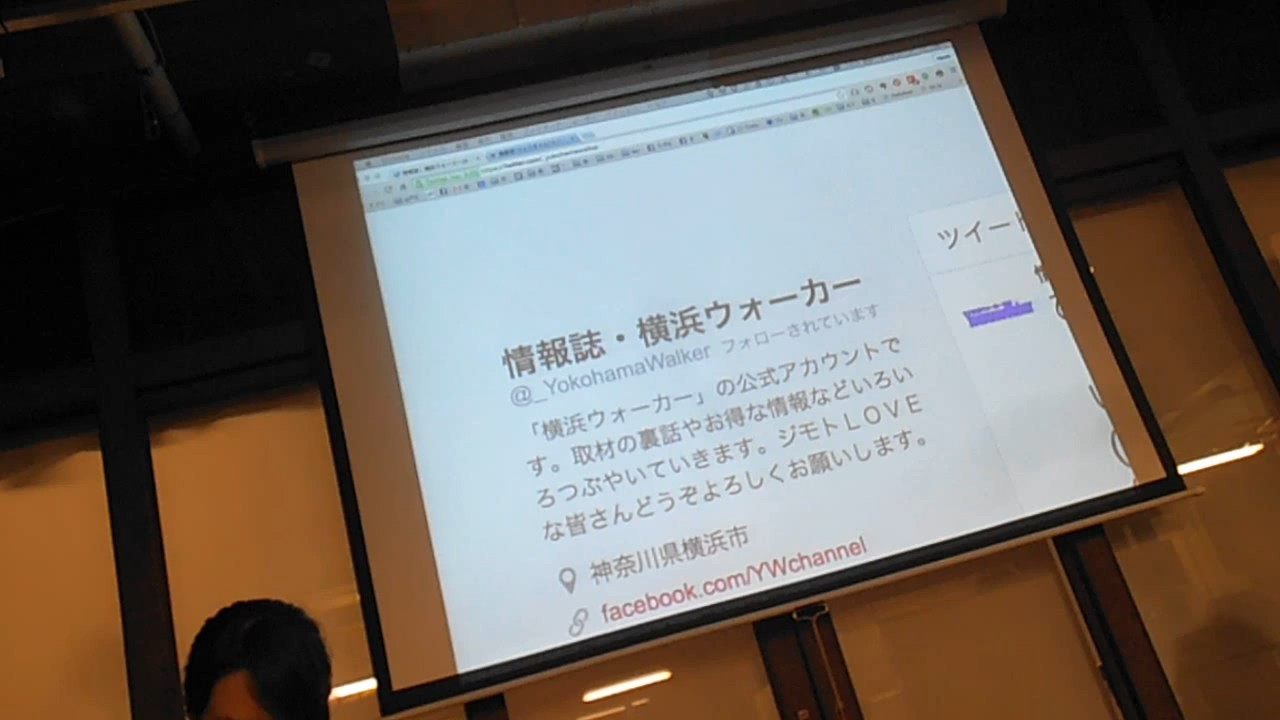 情報誌・横浜ウォーカー
@_YokohamaWalker フォローされています
「横浜ウォーカー」の公式アカウントで
す。取材の裏話やお得な情報などいろい
ろつぶやいていきます。ジモトＬＯＶＥ
な皆さんどうぞよろしくお願いします。
神奈川県横浜市
facebook.com/YWchannel
ツイート